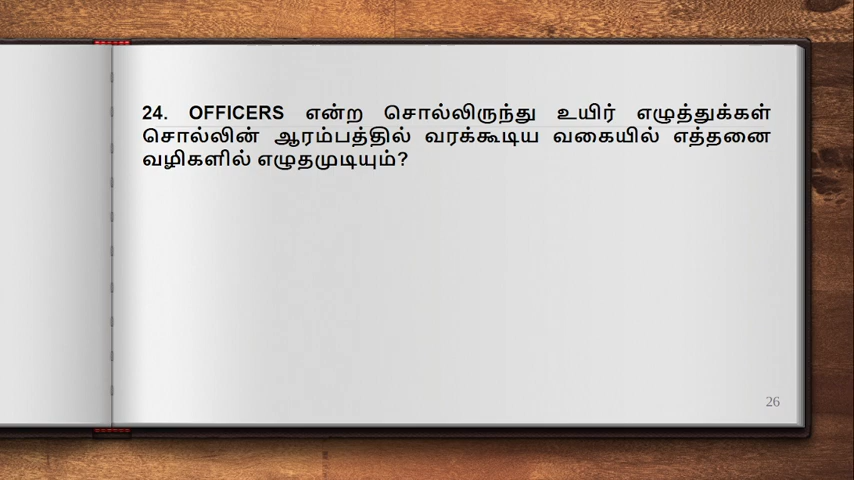 24. OFFICERS என்ற சொல்லிருந்து உயிர் எழுத்துக்கள்
சொல்லின் ஆரம்பத்தில் வரக்கூடிய வகையில் எத்தனை
வழிகளில் எழுதமுடியும்?
26